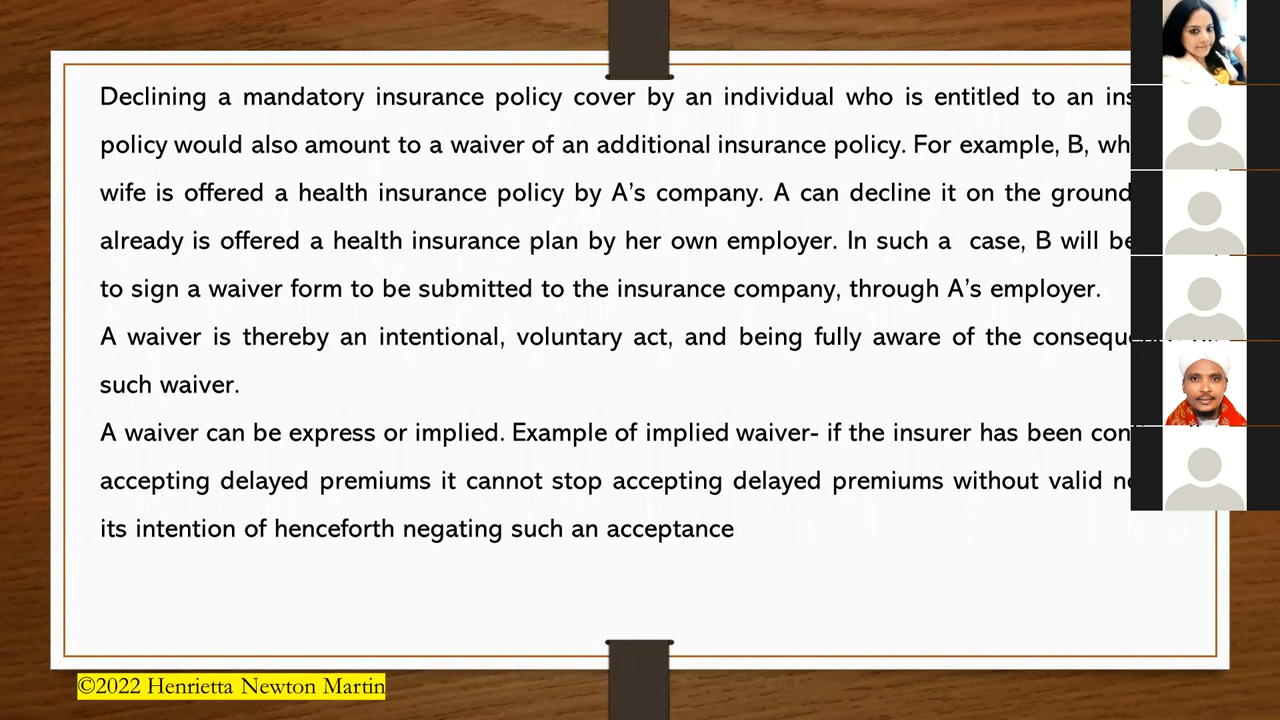 Declining a mandatory insurance policy cover by an individual who is entitled to an
policy would also amount to a waiver of an additional insurance policy. For example, B,
wife is offered a health insurance policy by A's company. A can decline it on the ground
already is offered a health insurance plan by her own employer. In such a case, B will be
to sign a waiver form to be submitted to the insurance company, through A's employer.
A waiver is thereby an intentional, voluntary act, and being fully aware of the
such waiver.
A waiver can be express or implied. Example of implied waiver- if the insurer has been
accepting delayed premiums it cannot stop accepting delayed premiums without valid
its intention of henceforth negating such an acceptance
©2022 Henrietta Newton Martin